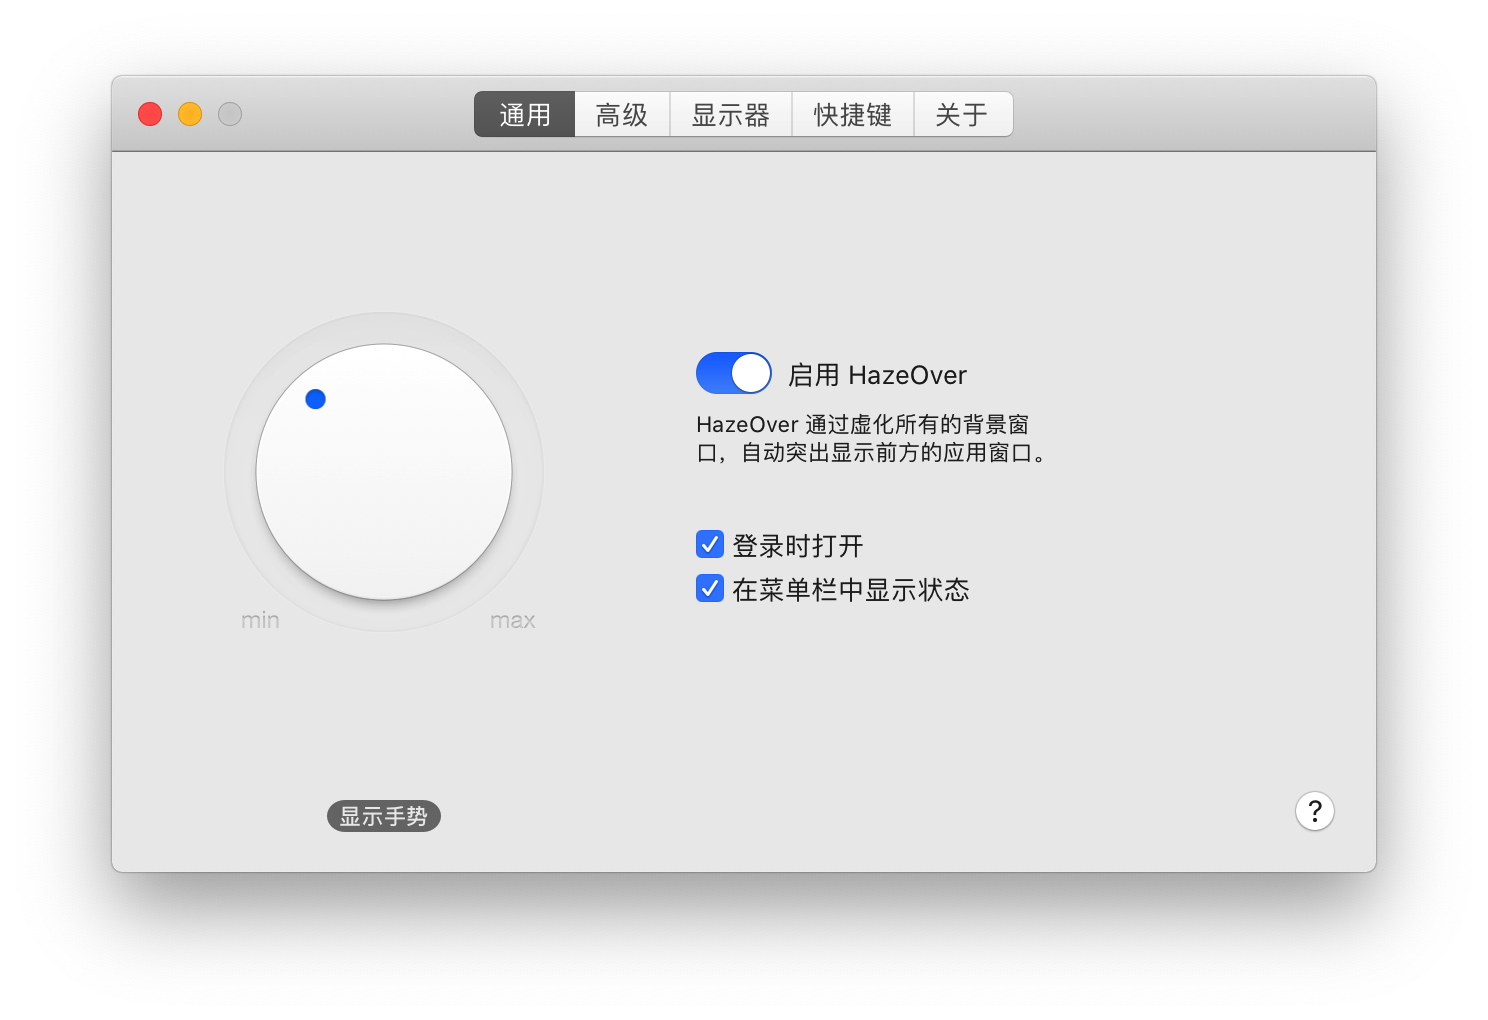 通用 高级 显示器 快捷键 关于
启用 HazeOver
HazeOver 通过虚化所有的背景窗
口，自动突出显示前方的应用窗口。
登录时打开
在菜单栏中显示状态
min max
显示手势
?